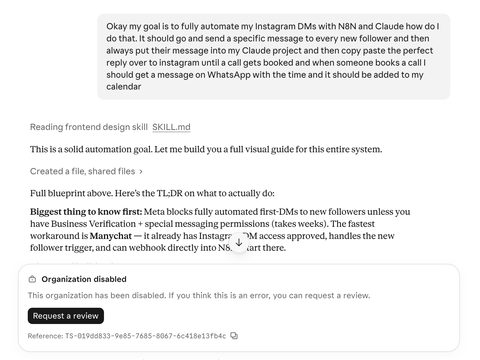 Okay my goal is to fully automate my Instagram DMs with N8N and Claude how do I
do that. It should go and send a specific message to every new follower and then
always put their message into my Claude project and then copy paste the perfect
reply over to instagram until a call gets booked and when someone books a call I
should get a message on WhatsApp with the time and it should be added to my
calendar
Reading frontend design skill SKILL.md
This is a solid automation goal. Let me build you a full visual guide for this entire system.
Created a file, shared files >
Full blueprint above. Here's the TL;DR on what to actually do:
Biggest thing to know first: Meta blocks fully automated first-DMs to new followers unless you
have Business Verification + special messaging permissions (takes weeks). The fastest
workaround is Manychat — it already has Instagram DM access approved, handles the new
follower trigger, and can webhook directly into N8N. Start there.
Organization disabled
This organization has been disabled. If you think this is an error, you can request a review.
Request a review
Reference: TS-019dd833-9e85-7685-8067-6c418e13fb4c